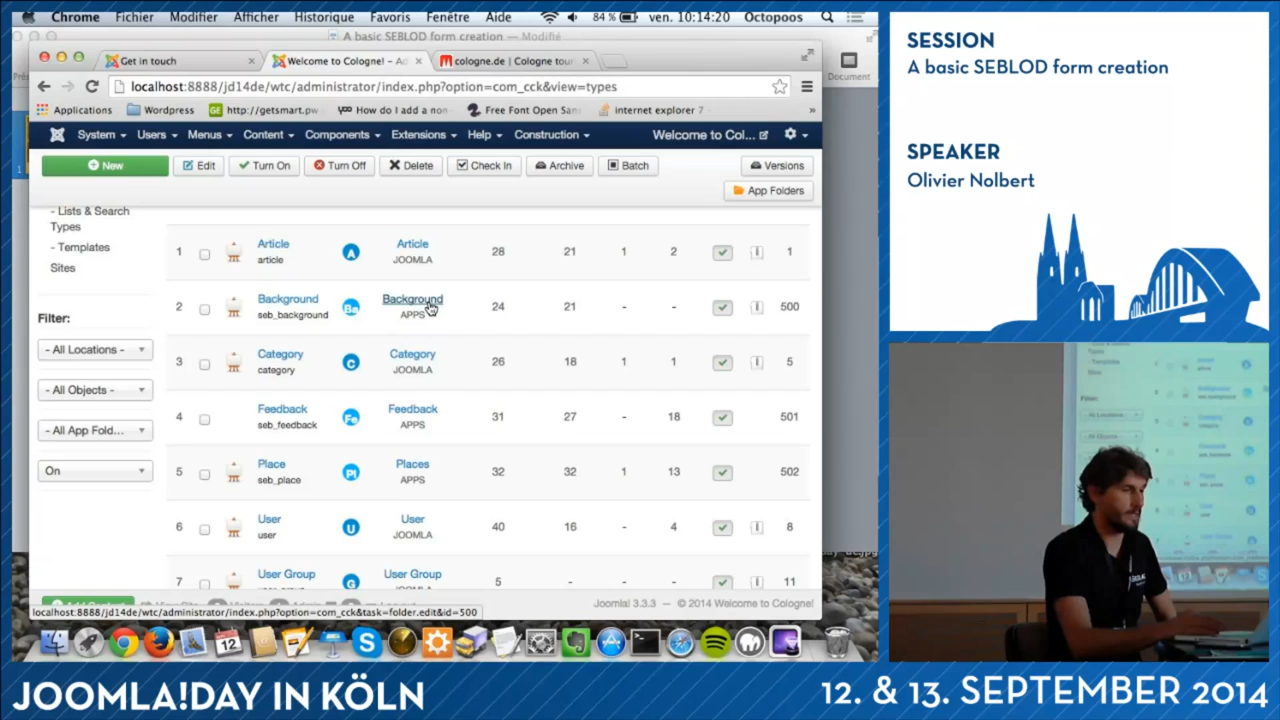 Chrome Fichier Modifier Afficher Historique Favoris Fenêtre Aide 84 % ven. 10:14:20 Octopoos
A basic SEBLOD form creation — Modifié
Get in touch
Welcome to Cologne! – Ad
cologne.de | Cologne tour
Document
localhost:8888/jd14de/wtc/administrator/index.php?option=com_cck&view=types
Applications Wordpress http://getsmart.pw How do I add a non Free Font Open San internet explorer 7
System Users Menus Content Components Extensions Help Construction Welcome to Col...
New Edit Turn On Turn Off Delete Check In Archive Batch Versions
App Folders
- Lists & Search
Types
- Templates
Sites
Filter:
- All Locations -
- All Objects -
- All App Fold...
On
1 Article A Article 28 21 1 2 1
article JOOMLA
2 Background Ba Background 24 21 - - 500
seb_background APPS
3 Category C Category 26 18 1 1 5
category JOOMLA
4 Feedback Fe Feedback 31 27 - 18 501
seb_feedback APPS
5 Place Pl Places 32 32 1 13 502
seb_place APPS
6 User U User 40 16 - 4 8
user JOOMLA
7 User Group G User Group 5 - - - 11
localhost:8888/jd14de/wtc/administrator/index.php?option=com_cck&task=folder.edit&id=500
Joomla! 3.3.3 — © 2014 Welcome to Cologne!
12
SESSION
A basic SEBLOD form creation
SPEAKER
Olivier Nolbert
JOOMLA!DAY IN KÖLN
12. & 13. SEPTEMBER 2014